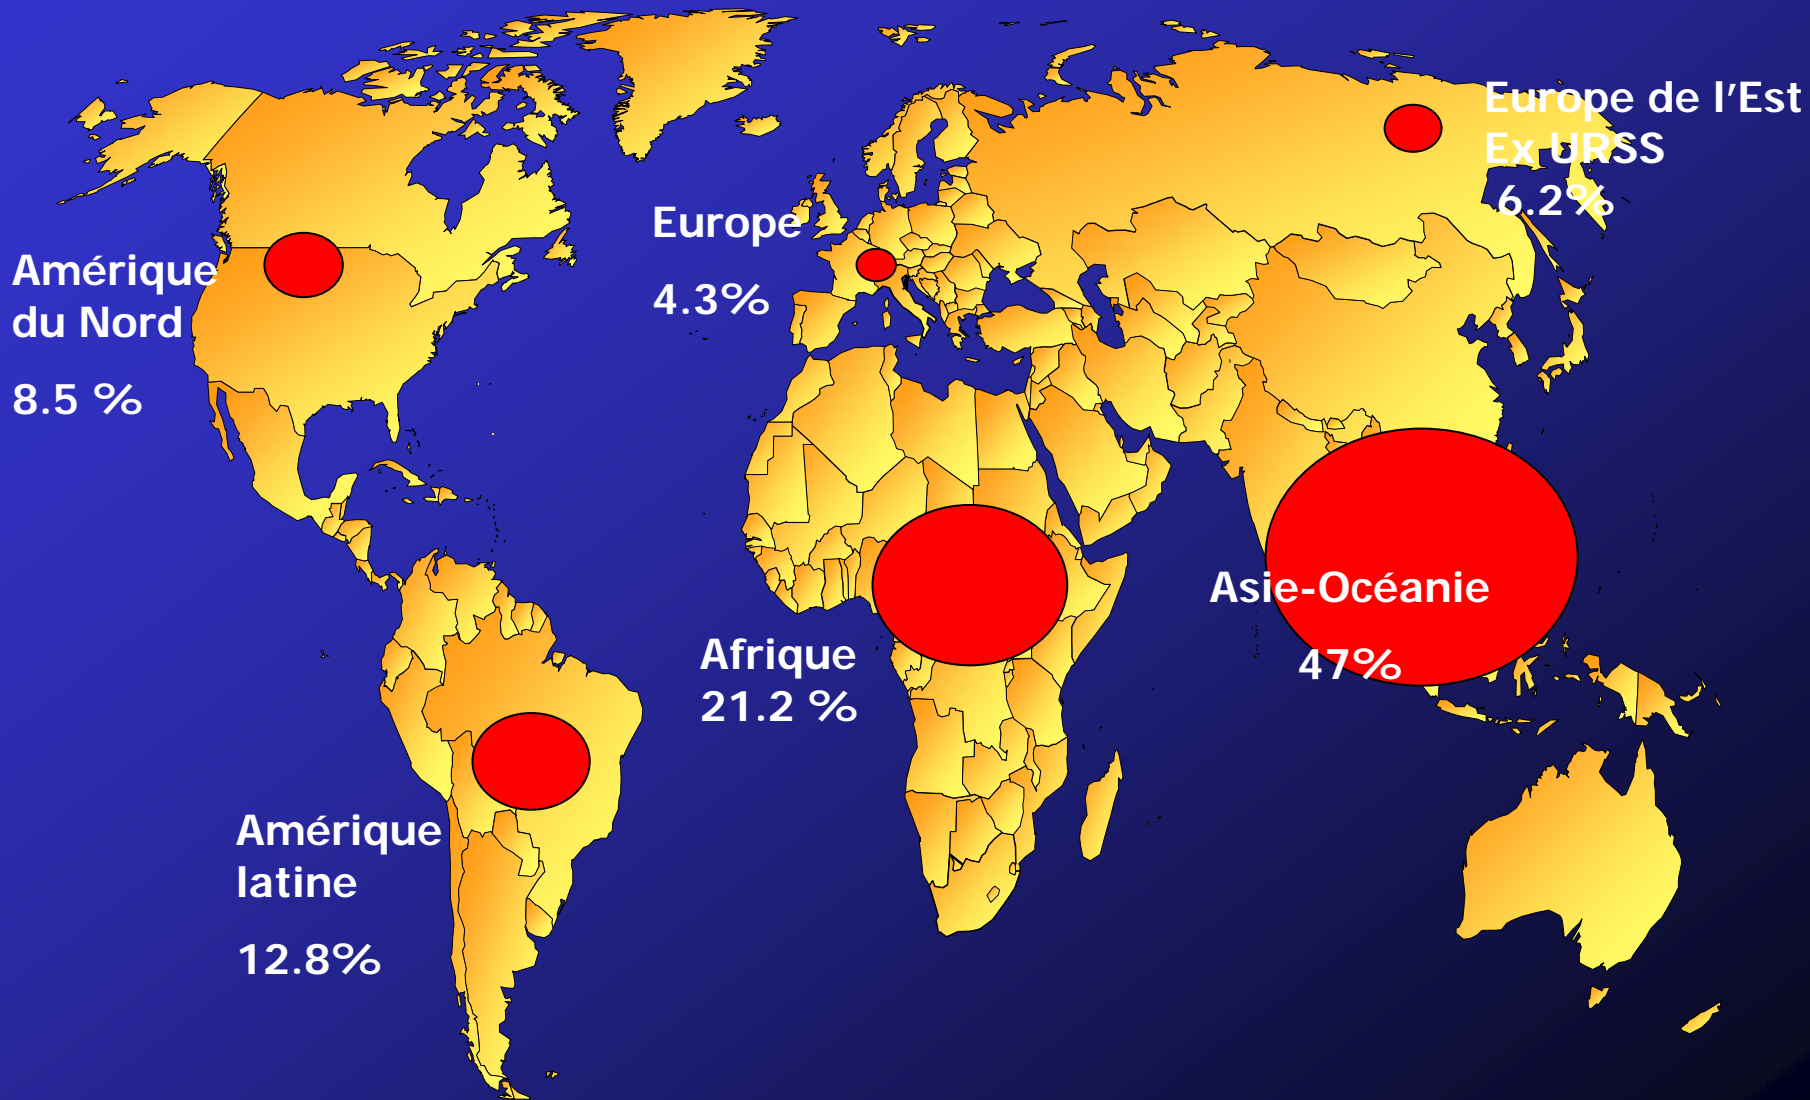 Europe de l'Est
Ex URSS
6.2%
Europe
4.3%
Amérique
du Nord
8.5 %
Asie-Océanie
47%
Afrique
21.2 %
Amérique
latine
12.8%